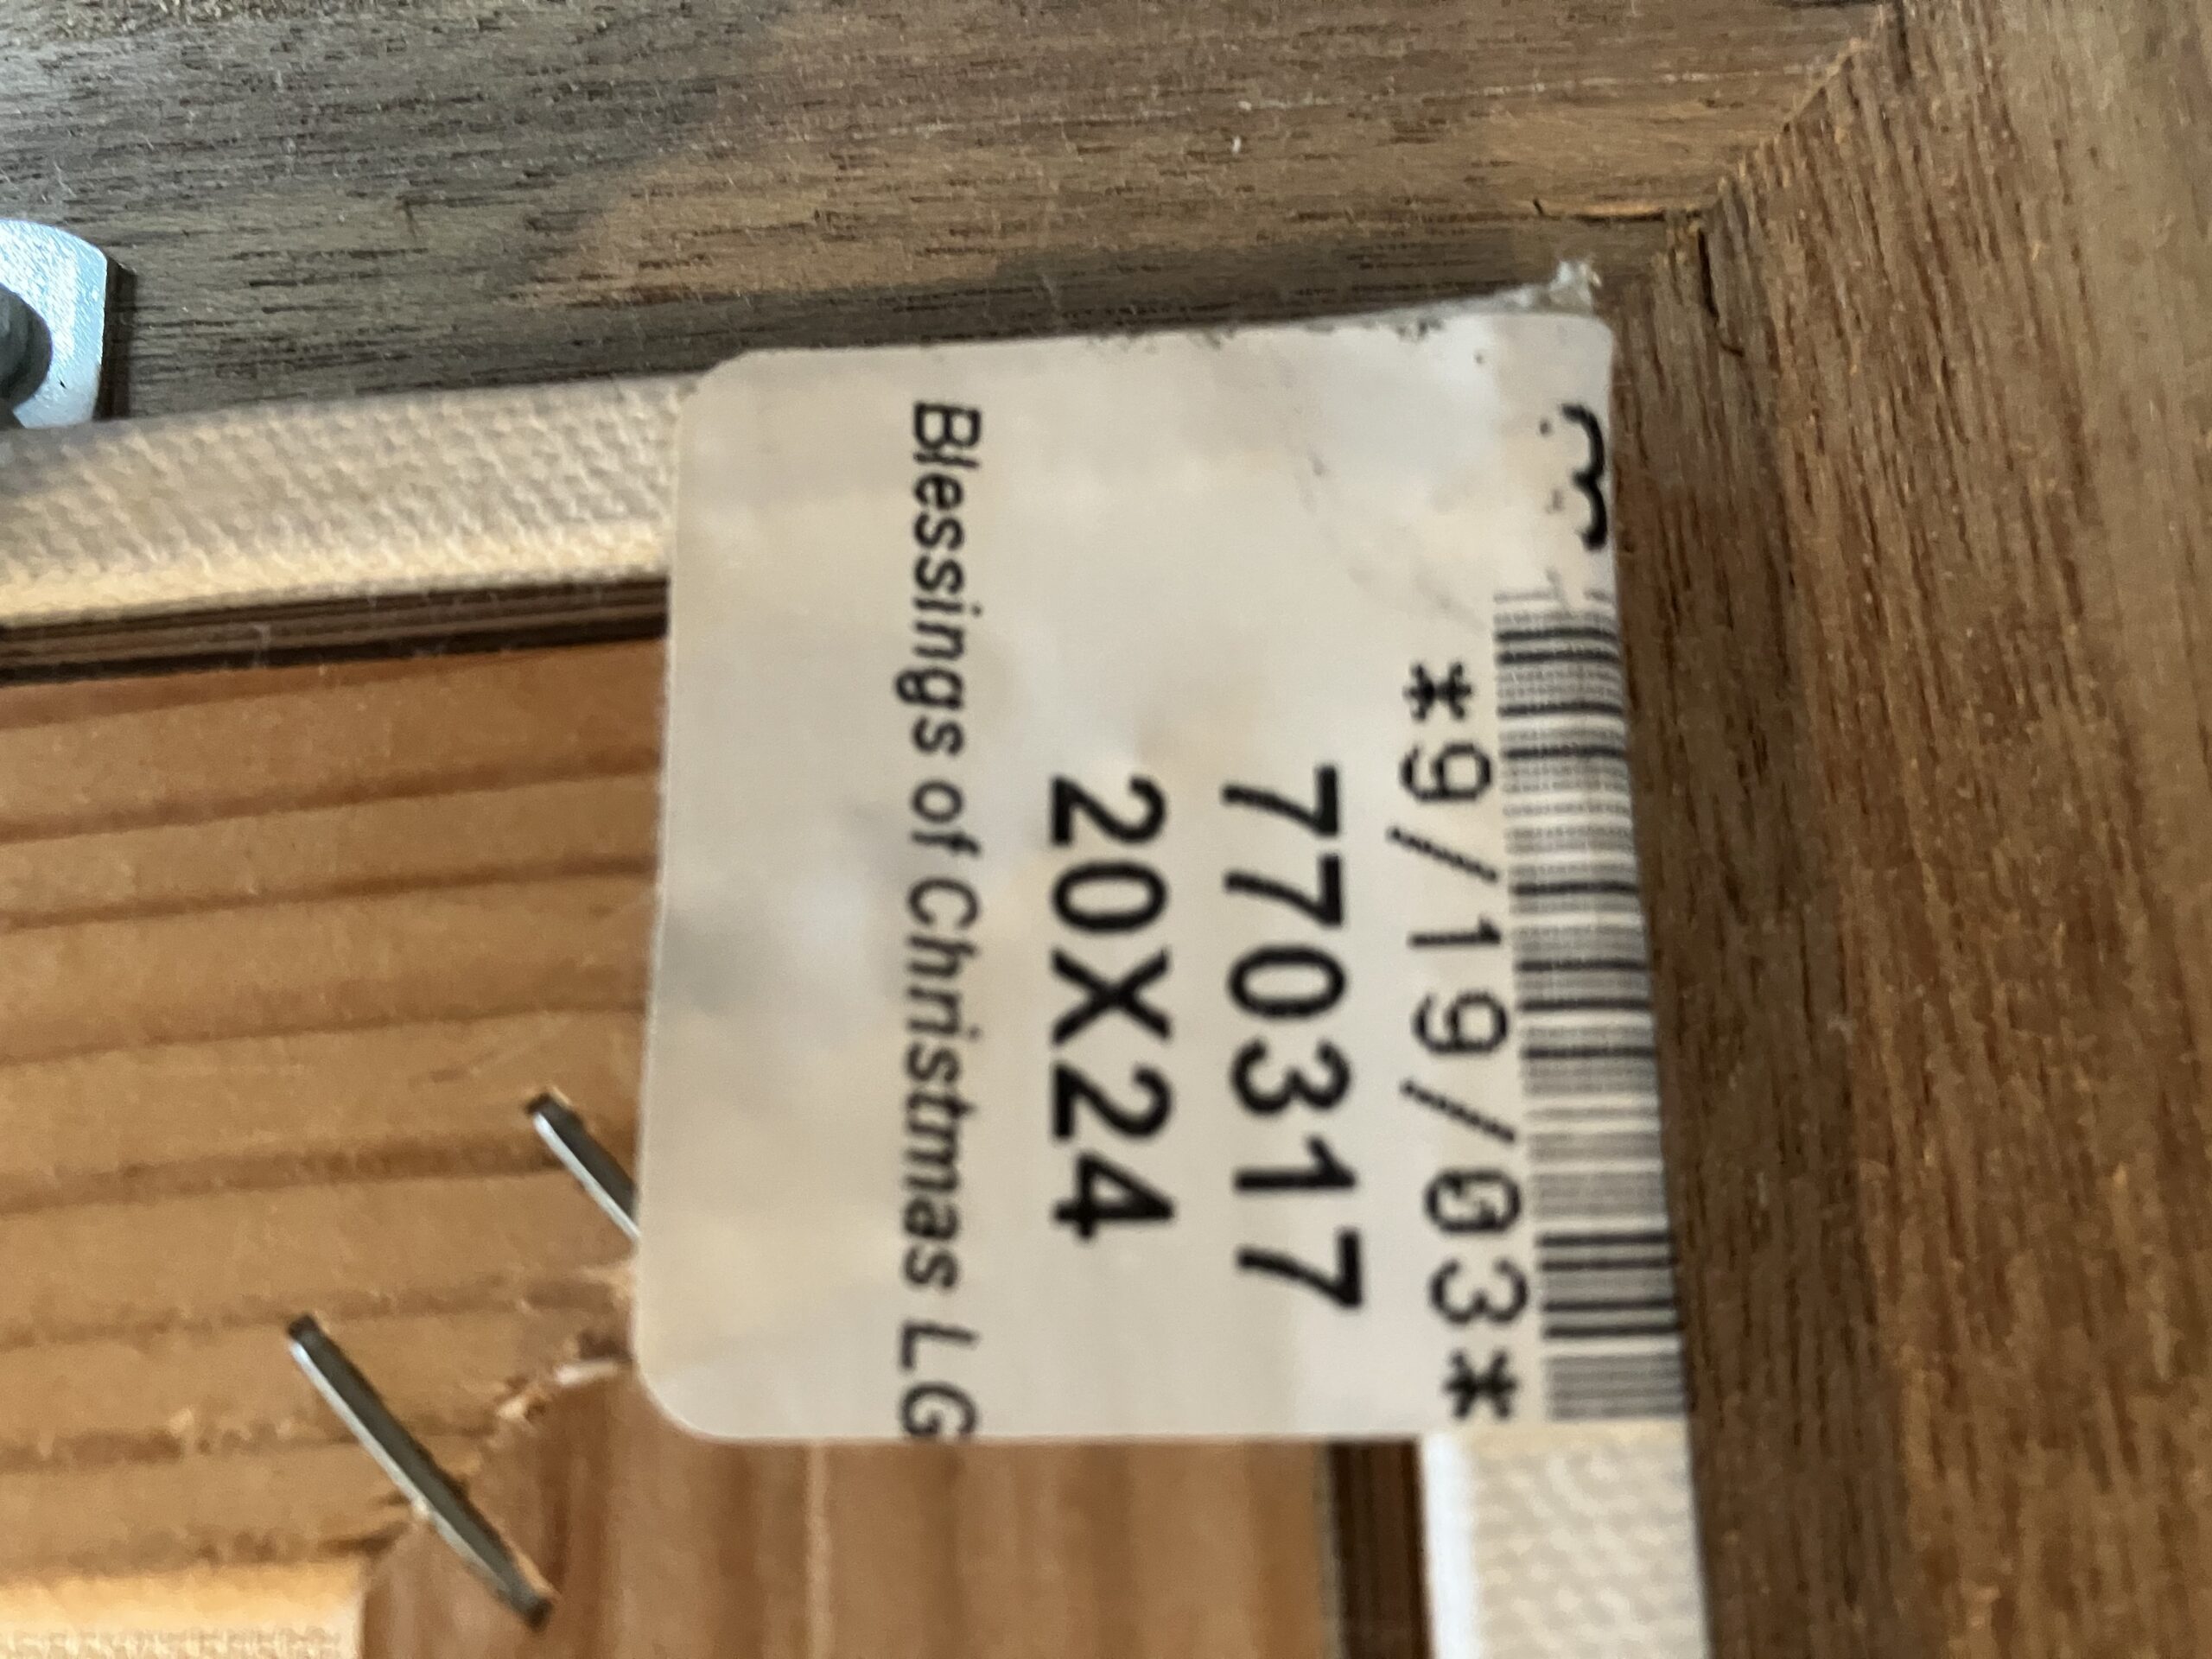 *9/19/03*
770317
20X24
Blessings of Christmas LG